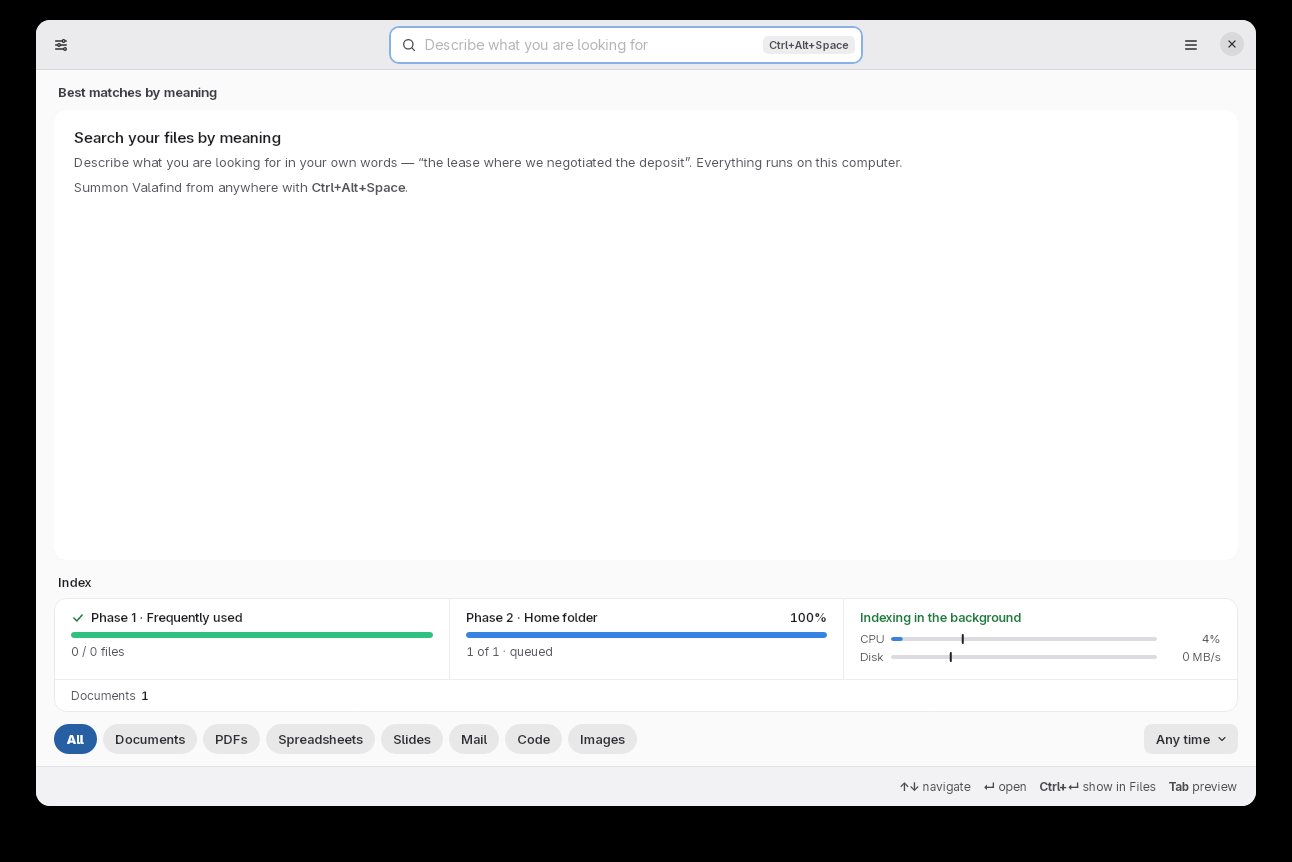 Describe what you are looking for
Ctrl+Alt+Space
Best matches by meaning
Search your files by meaning
Describe what you are looking for in your own words — “the lease where we negotiated the deposit”. Everything runs on this computer.
Summon Valafind from anywhere with Ctrl+Alt+Space.
Index
Phase 1 · Frequently used
0 / 0 files
Phase 2 · Home folder 100%
1 of 1 · queued
Indexing in the background
CPU 4%
Disk 0 MB/s
Documents 1
All Documents PDFs Spreadsheets Slides Mail Code Images Any time
↑↓ navigate ↵ open Ctrl+↵ show in Files Tab preview